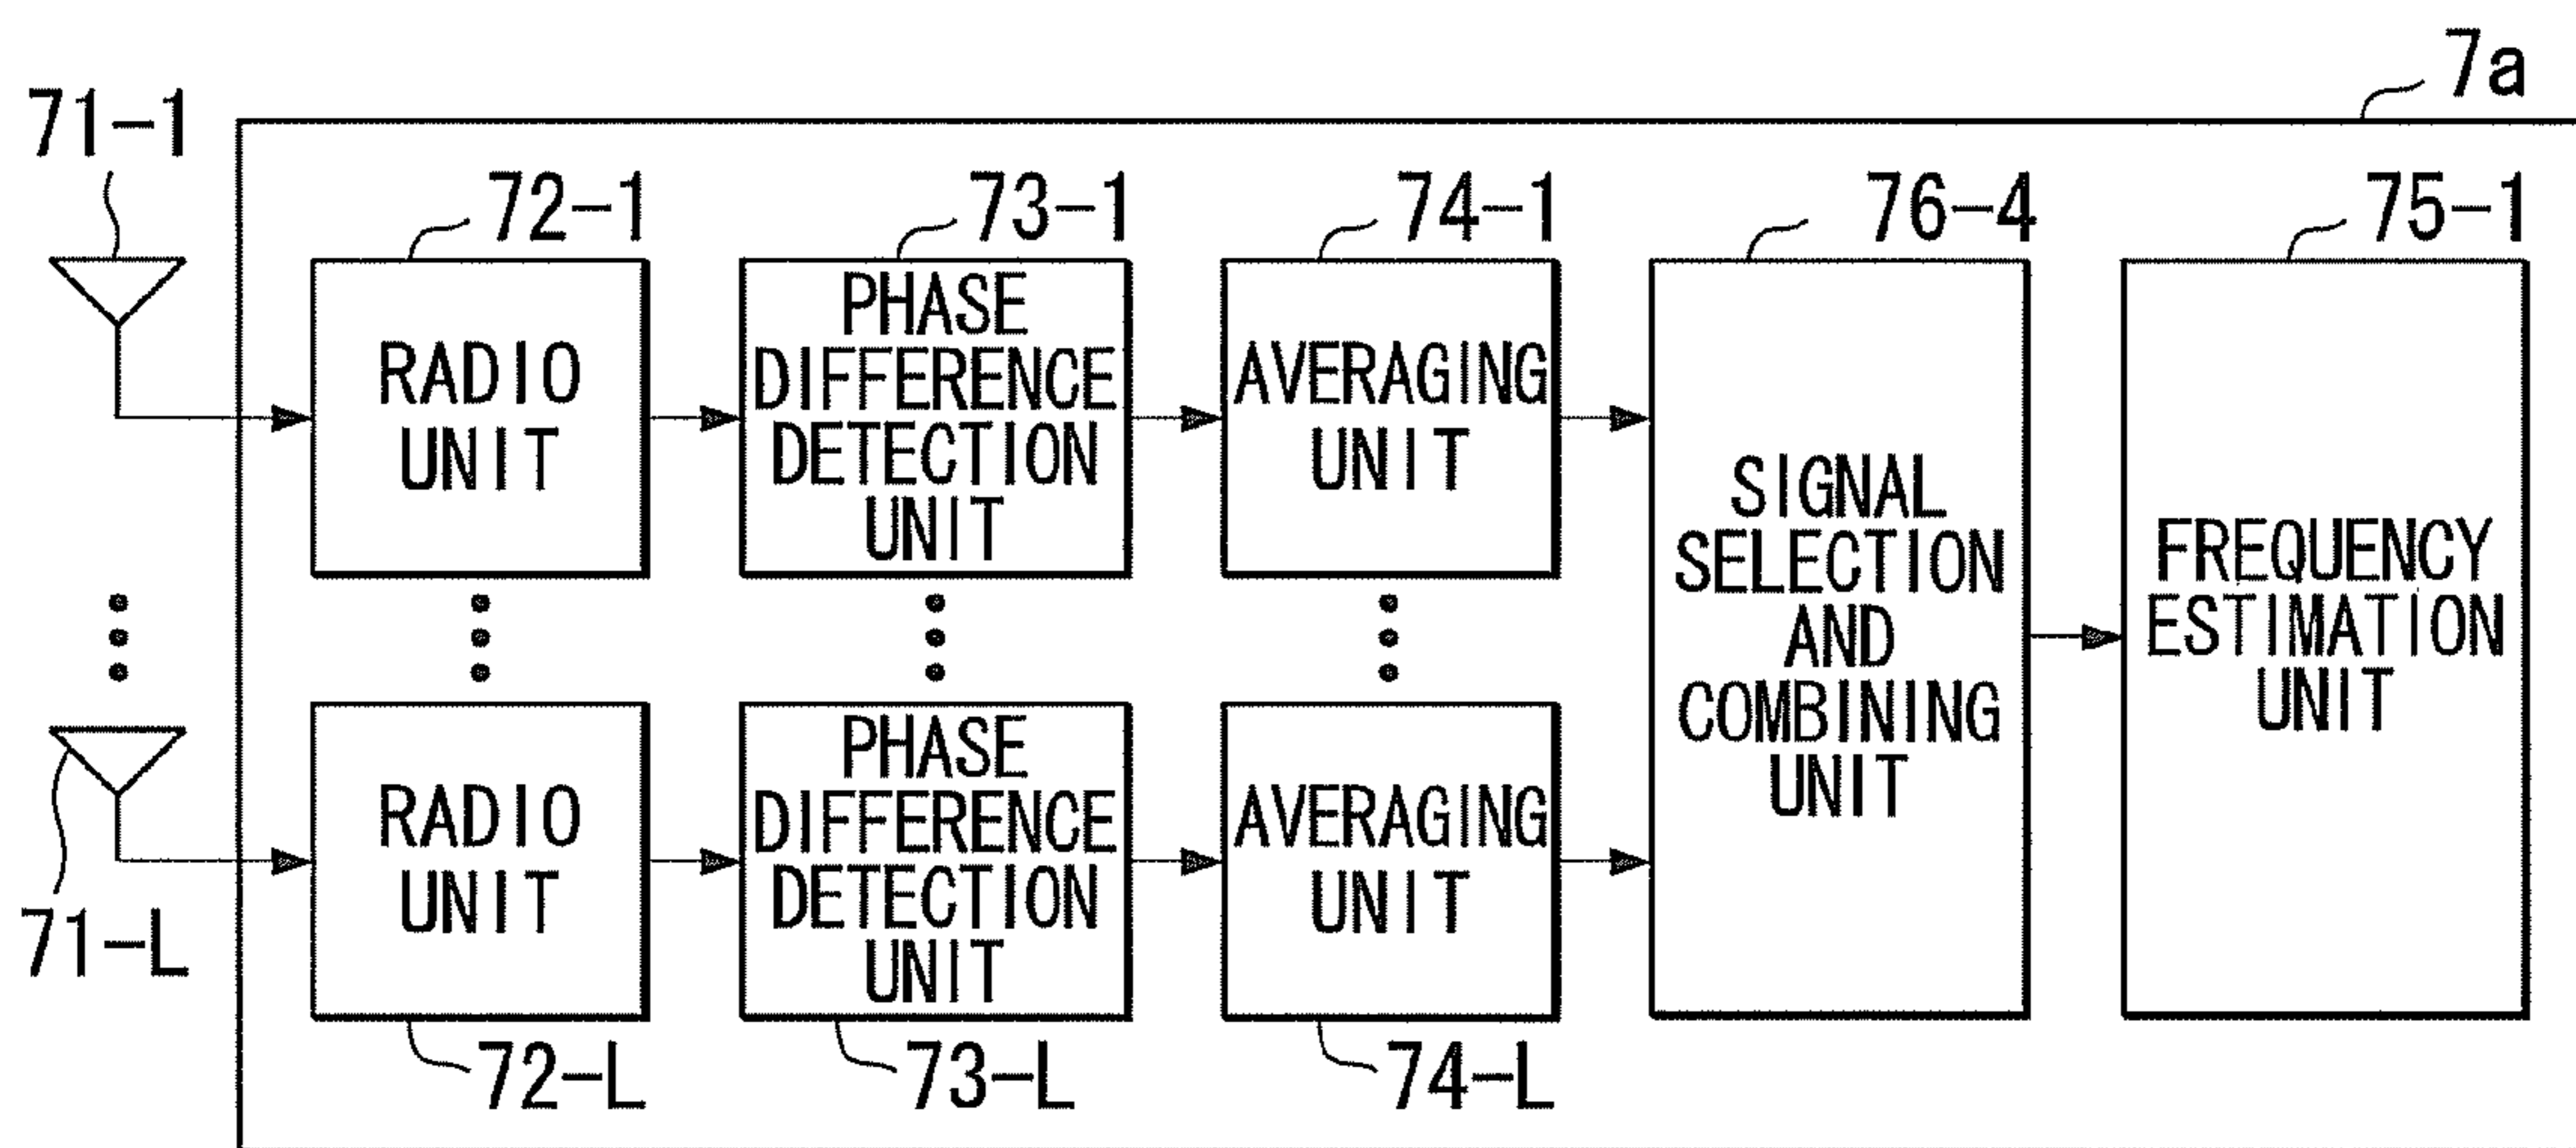 7a
71-1
72-1
73-1
74-1
76-4
75-1
RADIO
UNIT
PHASE
DIFFERENCE
DETECTION
UNIT
AVERAGING
UNIT
SIGNAL
SELECTION
AND
COMBINING
UNIT
FREQUENCY
ESTIMATION
UNIT
RADIO
UNIT
PHASE
DIFFERENCE
DETECTION
UNIT
AVERAGING
UNIT
71-L
72-L
73-L
74-L